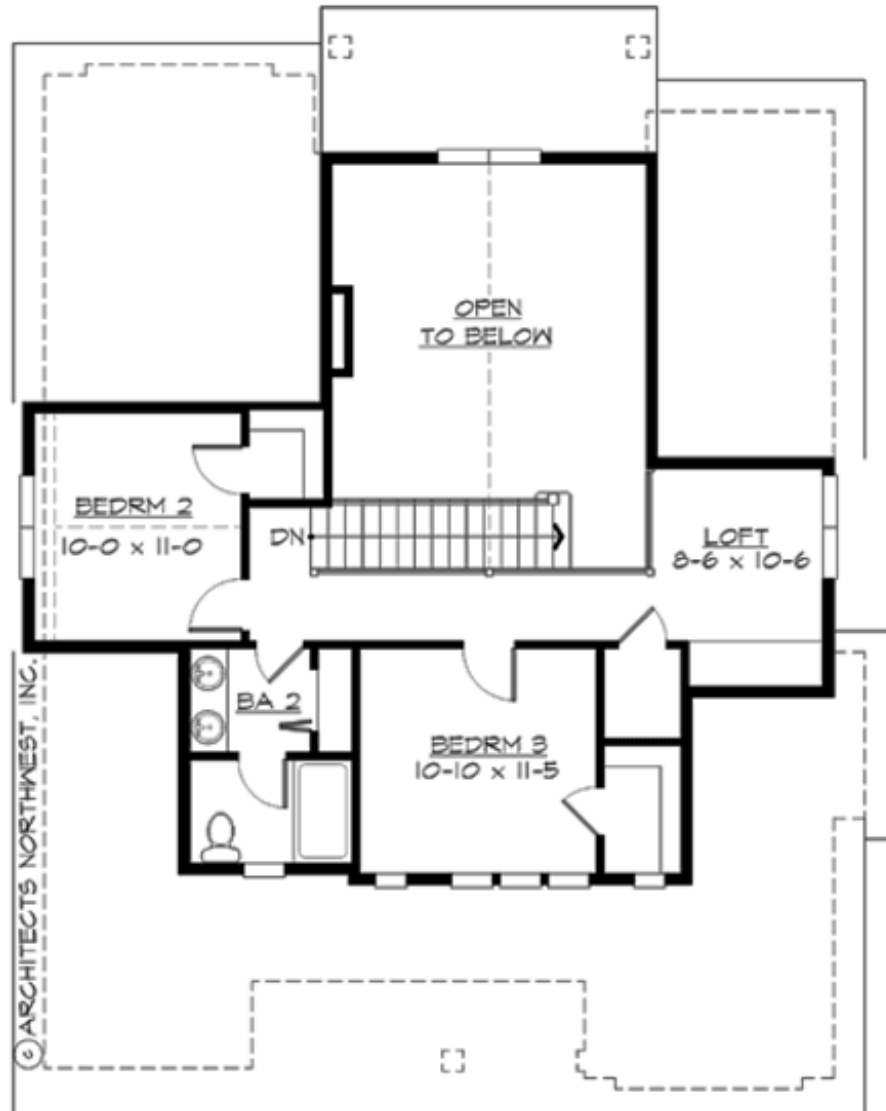 OPEN
TO BELOW
BEDRM 2
10-0 x 11-0
DN
LOFT
8-6 x 10-6
BA 2
BEDRM 3
10-10 x 11-5
© ARCHITECTS NORTHWEST, INC.